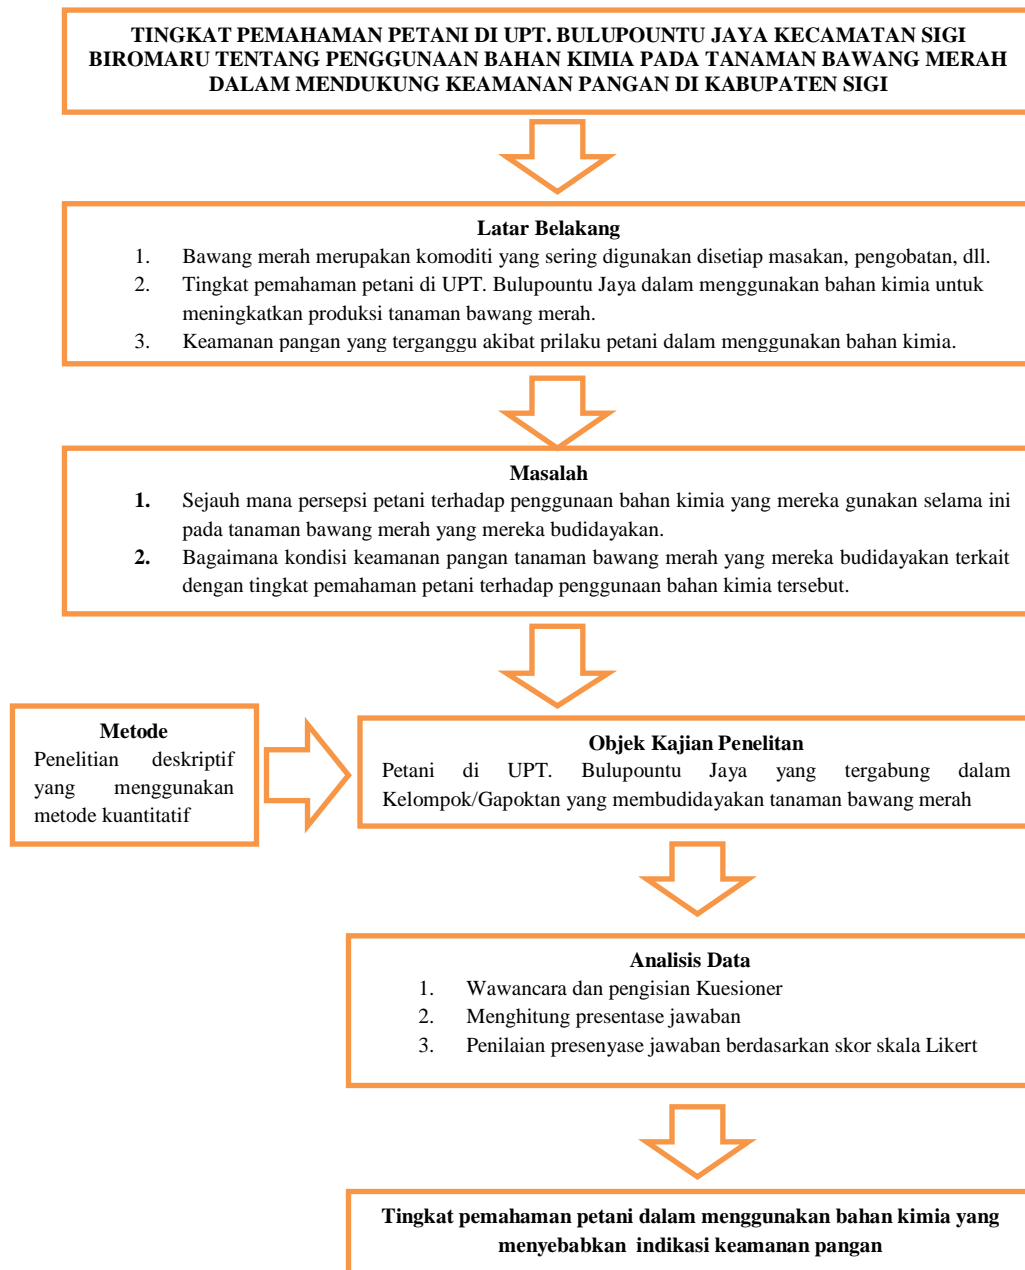 TINGKAT PEMAHAMAN PETANI DI UPT. BULUPOUNTU JAYA KECAMATAN SIGI
BIROMARU TENTANG PENGGUNAAN BAHAN KIMIA PADA TANAMAN BAWANG MERAH
DALAM MENDUKUNG KEAMANAN PANGAN DI KABUPATEN SIGI
Latar Belakang
1. Bawang merah merupakan komoditi yang sering digunakan disetiap masakan, pengobatan, dll.
2. Tingkat pemahaman petani di UPT. Bulupountu Jaya dalam menggunakan bahan kimia untuk
meningkatkan produksi tanaman bawang merah.
3. Keamanan pangan yang terganggu akibat prilaku petani dalam menggunakan bahan kimia.
Masalah
1. Sejauh mana persepsi petani terhadap penggunaan bahan kimia yang mereka gunakan selama ini
pada tanaman bawang merah yang mereka budidayakan.
2. Bagaimana kondisi keamanan pangan tanaman bawang merah yang mereka budidayakan terkait
dengan tingkat pemahaman petani terhadap penggunaan bahan kimia tersebut.
Metode
Penelitian deskriptif
yang menggunakan
metode kuantitatif
Objek Kajian Penelitan
Petani di UPT. Bulupountu Jaya yang tergabung dalam
Kelompok/Gapoktan yang membudidayakan tanaman bawang merah
Analisis Data
1. Wawancara dan pengisian Kuesioner
2. Menghitung presentase jawaban
3. Penilaian presenyase jawaban berdasarkan skor skala Likert
Tingkat pemahaman petani dalam menggunakan bahan kimia yang
menyebabkan indikasi keamanan pangan